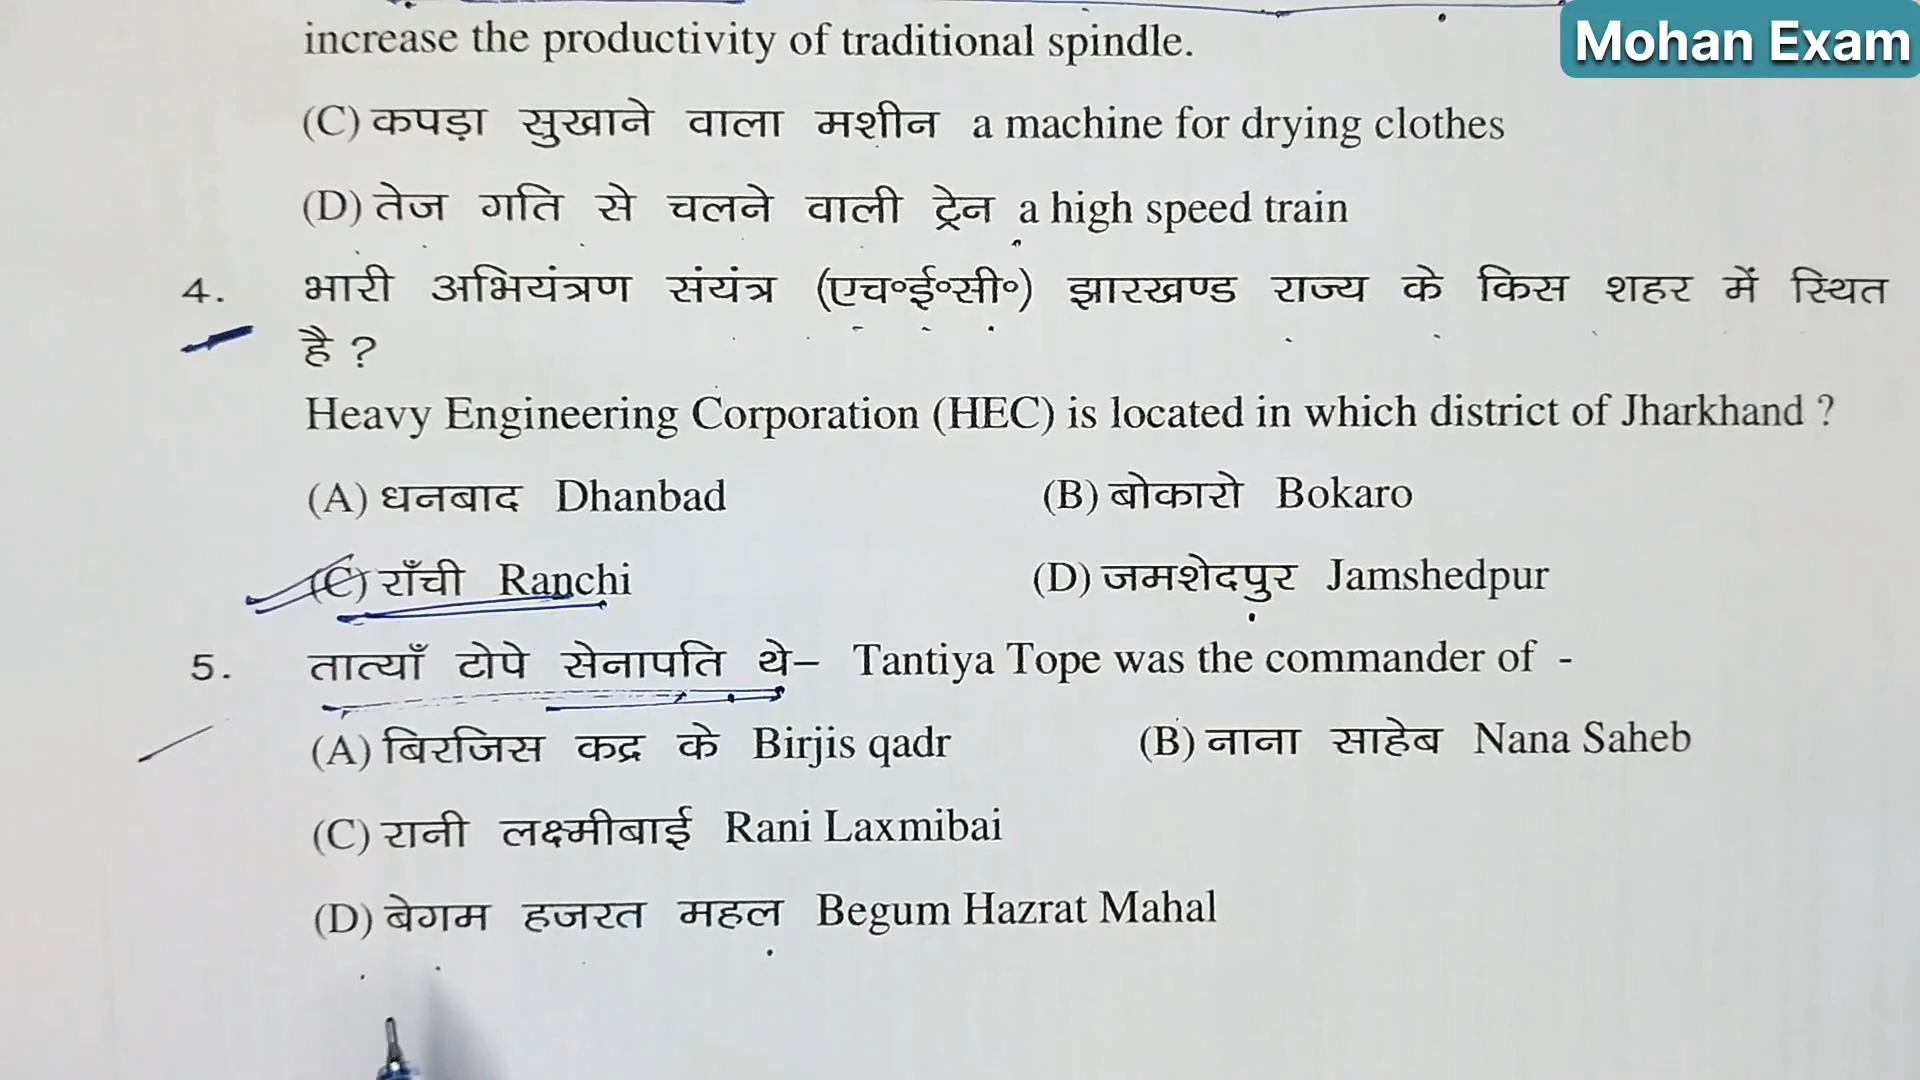 Mohan Exam
increase the productivity of traditional spindle.
(C) कपड़ा सुखाने वाला मशीन a machine for drying clothes
(D) तेज गति से चलने वाली ट्रेन a high speed train
4. भारी अभियंत्रण संयंत्र (एच०ई०सी०) झारखण्ड राज्य के किस शहर में स्थित
है ?
Heavy Engineering Corporation (HEC) is located in which district of Jharkhand ?
(A) धनबाद Dhanbad (B) बोकारो Bokaro
(C) राँची Ranchi (D) जमशेदपुर Jamshedpur
5. तात्याँ टोपे सेनापति थे– Tantiya Tope was the commander of -
(A) बिरजिस कद्र के Birjis qadr (B) नाना साहेब Nana Saheb
(C) रानी लक्ष्मीबाई Rani Laxmibai
(D) बेगम हजरत महल Begum Hazrat Mahal